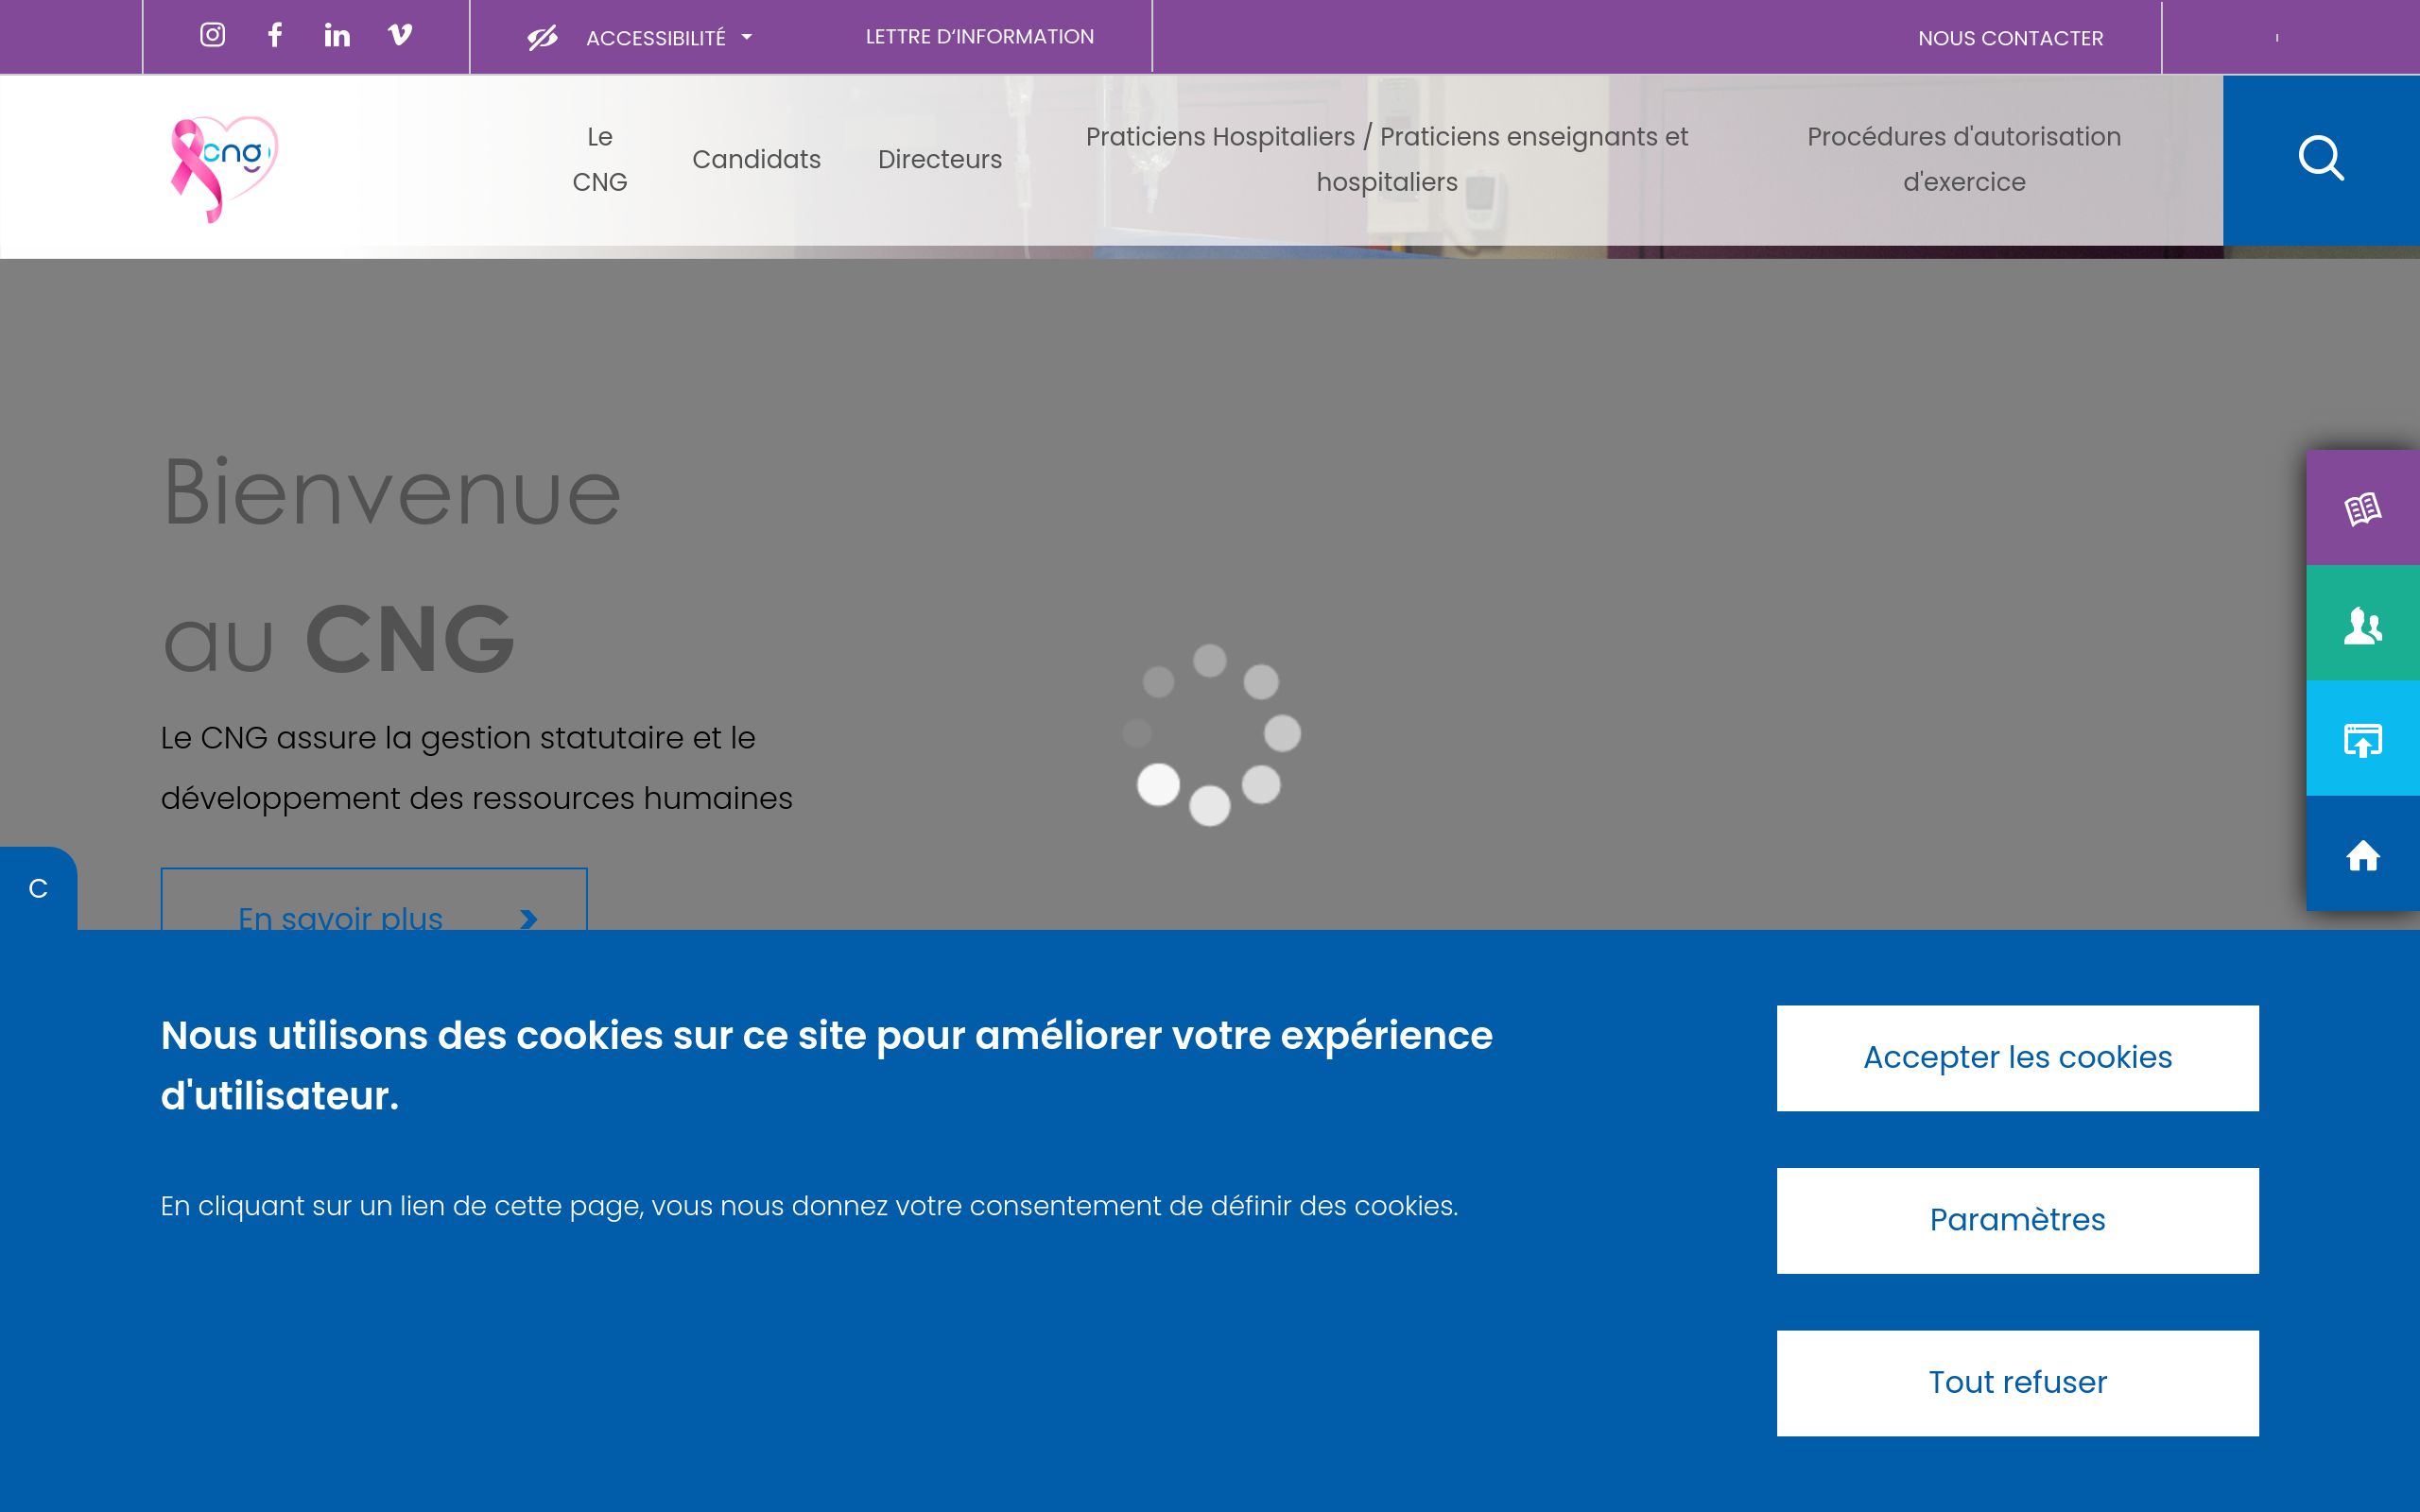 ACCESSIBILITÉ
LETTRE D'INFORMATION
NOUS CONTACTER
cng
Le
CNG
Candidats
Directeurs
Praticiens Hospitaliers / Praticiens enseignants et
hospitaliers
Procédures d'autorisation
d'exercice
Bienvenue
au CNG
Le CNG assure la gestion statutaire et le
développement des ressources humaines
C
En savoir plus
Nous utilisons des cookies sur ce site pour améliorer votre expérience
d'utilisateur.
En cliquant sur un lien de cette page, vous nous donnez votre consentement de définir des cookies.
Accepter les cookies
Paramètres
Tout refuser